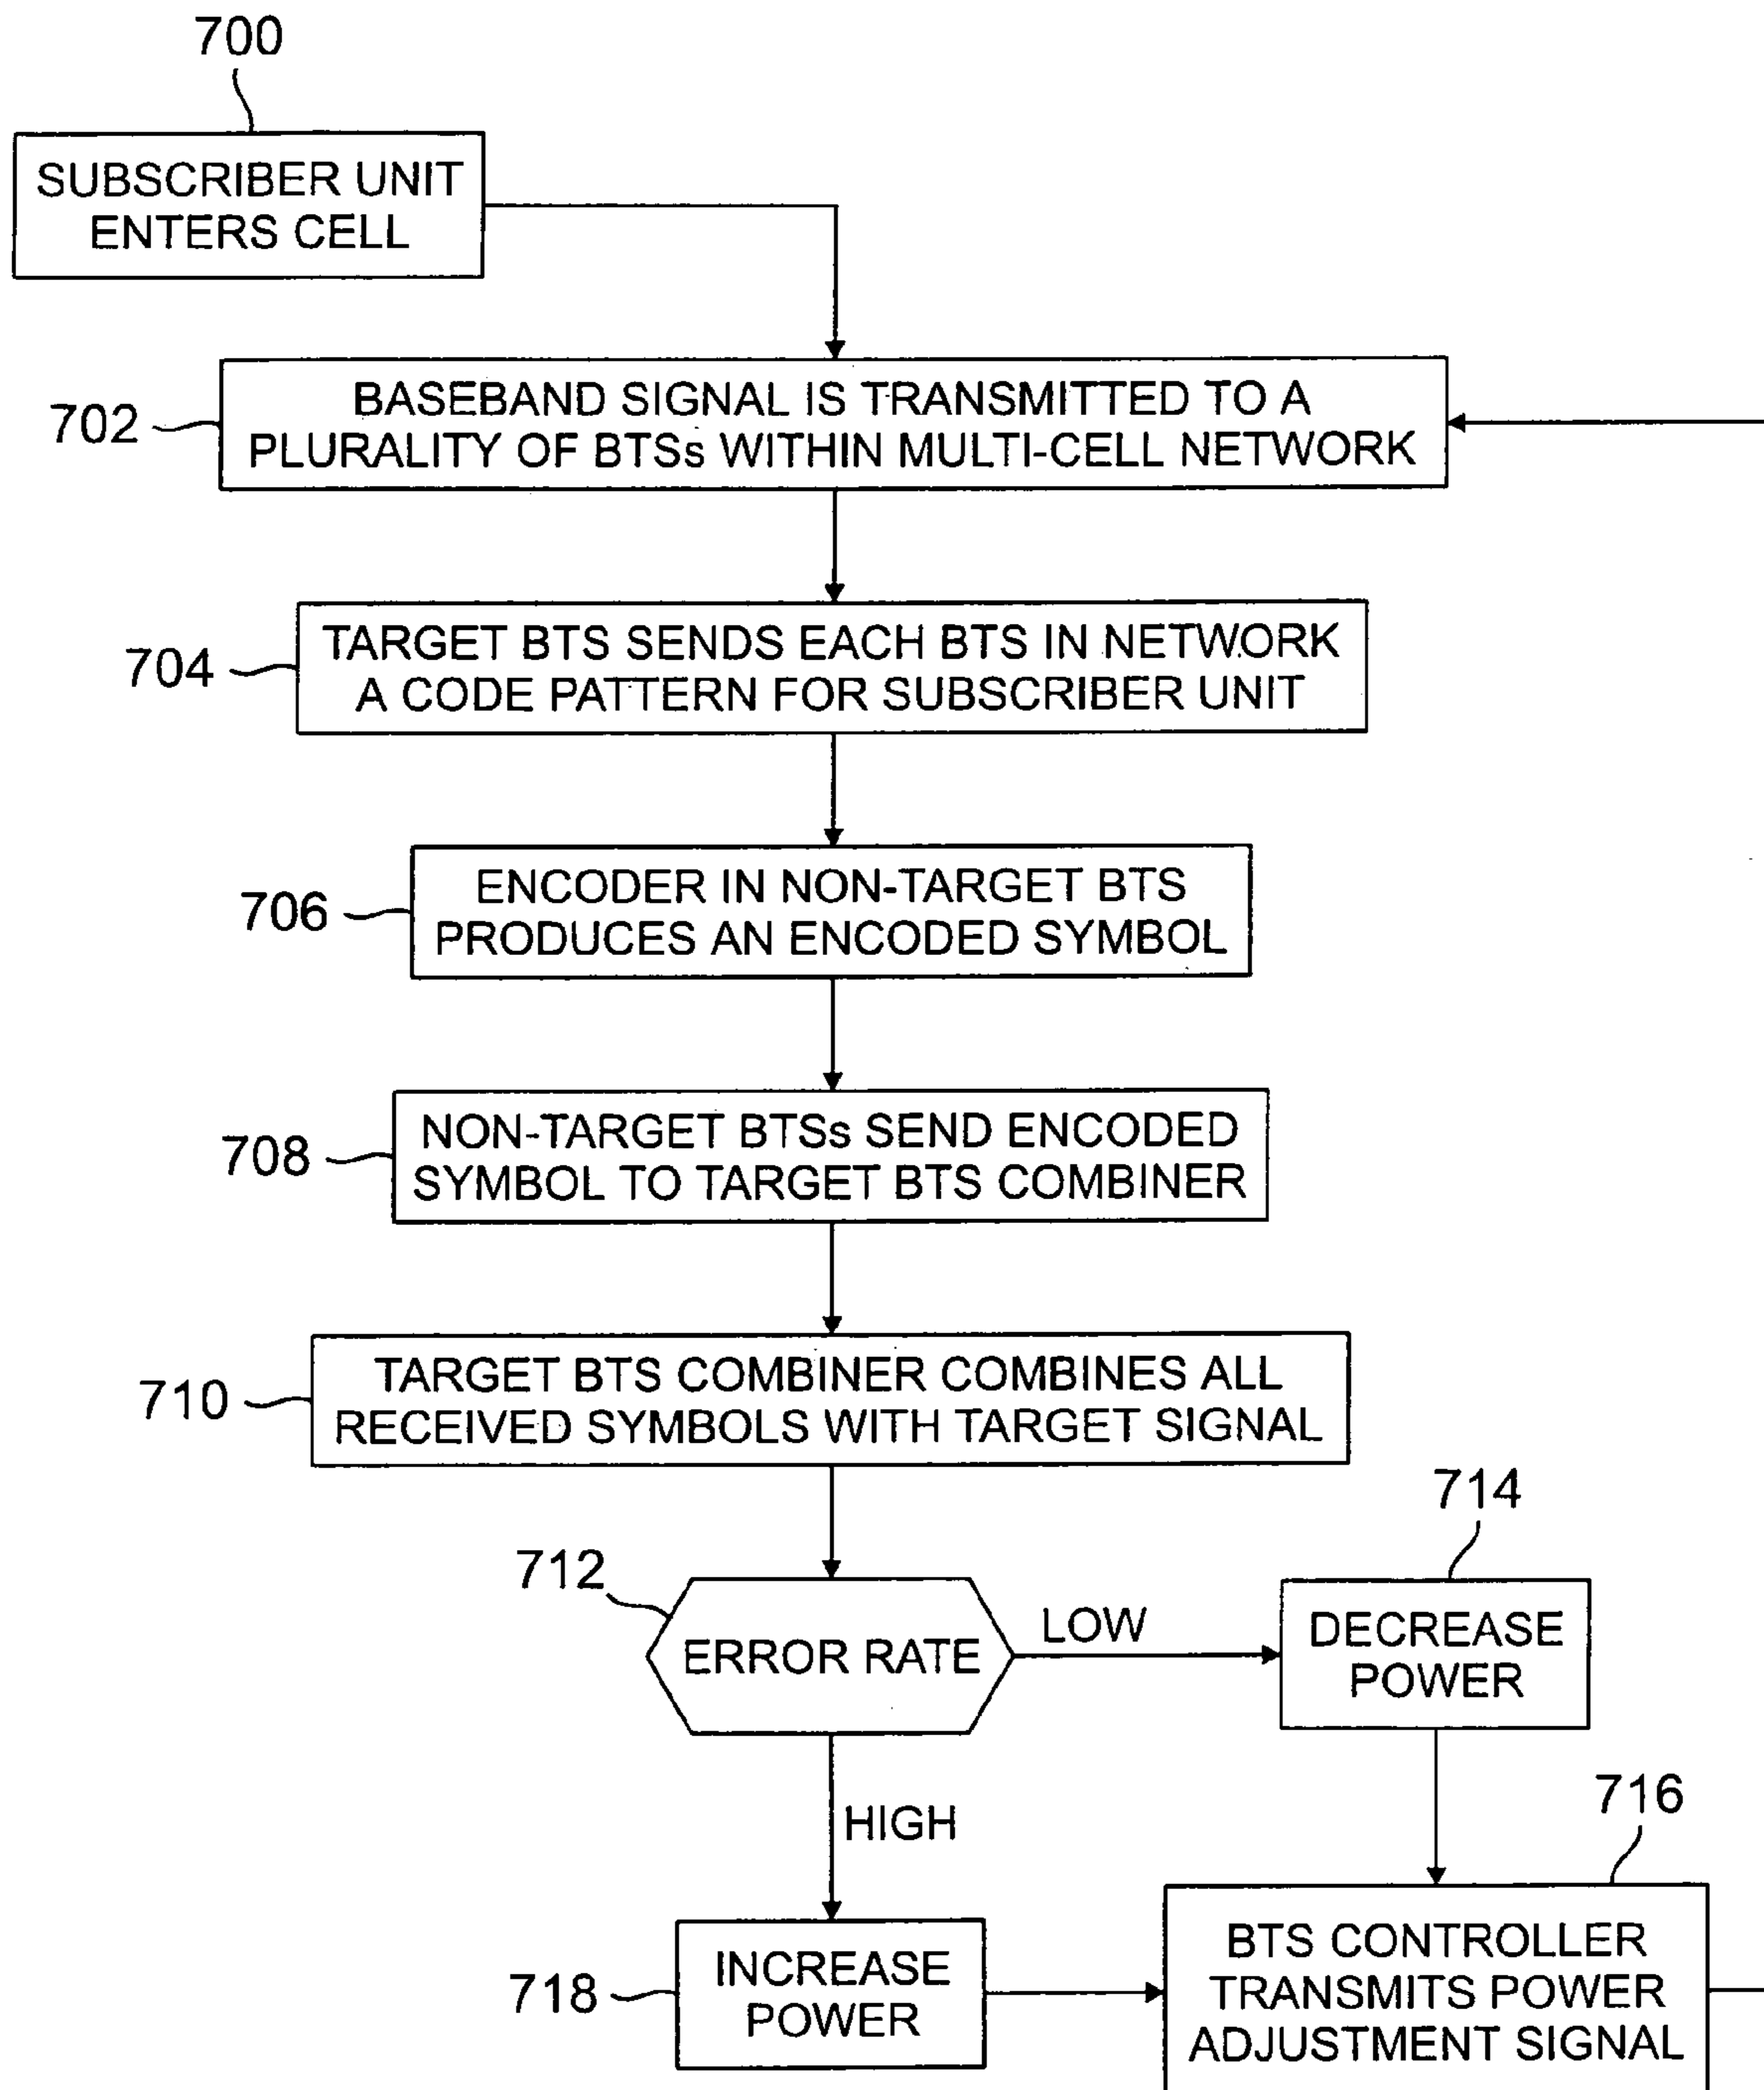 700
SUBSCRIBER UNIT
ENTERS CELL
702
BASEBAND SIGNAL IS TRANSMITTED TO A
PLURALITY OF BTSs WITHIN MULTI-CELL NETWORK
704
TARGET BTS SENDS EACH BTS IN NETWORK
A CODE PATTERN FOR SUBSCRIBER UNIT
706
ENCODER IN NON-TARGET BTS
PRODUCES AN ENCODED SYMBOL
708
NON-TARGET BTSs SEND ENCODED
SYMBOL TO TARGET BTS COMBINER
710
TARGET BTS COMBINER COMBINES ALL
RECEIVED SYMBOLS WITH TARGET SIGNAL
712
ERROR RATE
LOW
714
DECREASE
POWER
HIGH
716
718
INCREASE
POWER
BTS CONTROLLER
TRANSMITS POWER
ADJUSTMENT SIGNAL